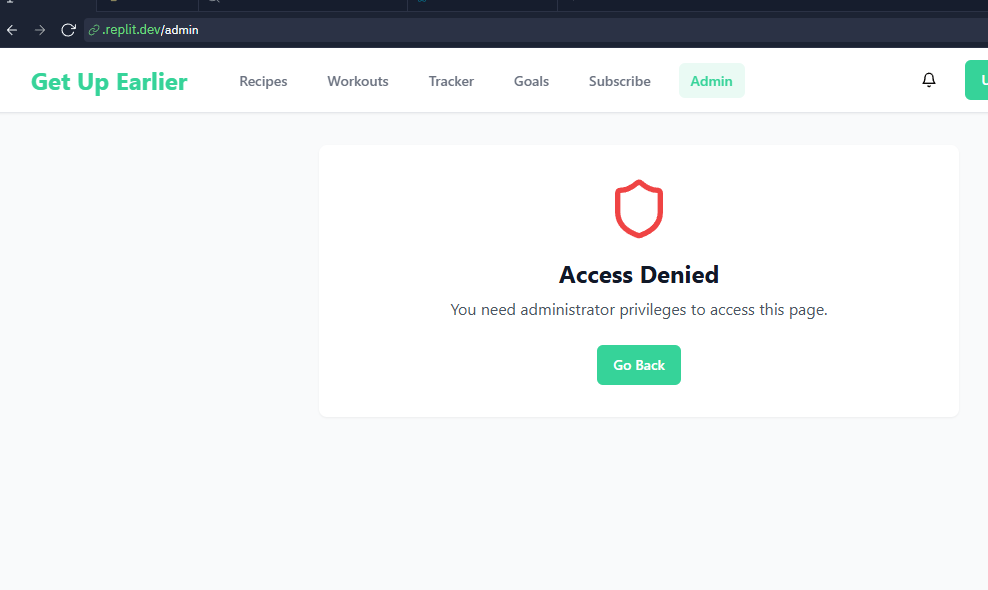 .replit.dev/admin
Get Up Earlier
Recipes
Workouts
Tracker
Goals
Subscribe
Admin
Access Denied
You need administrator privileges to access this page.
Go Back